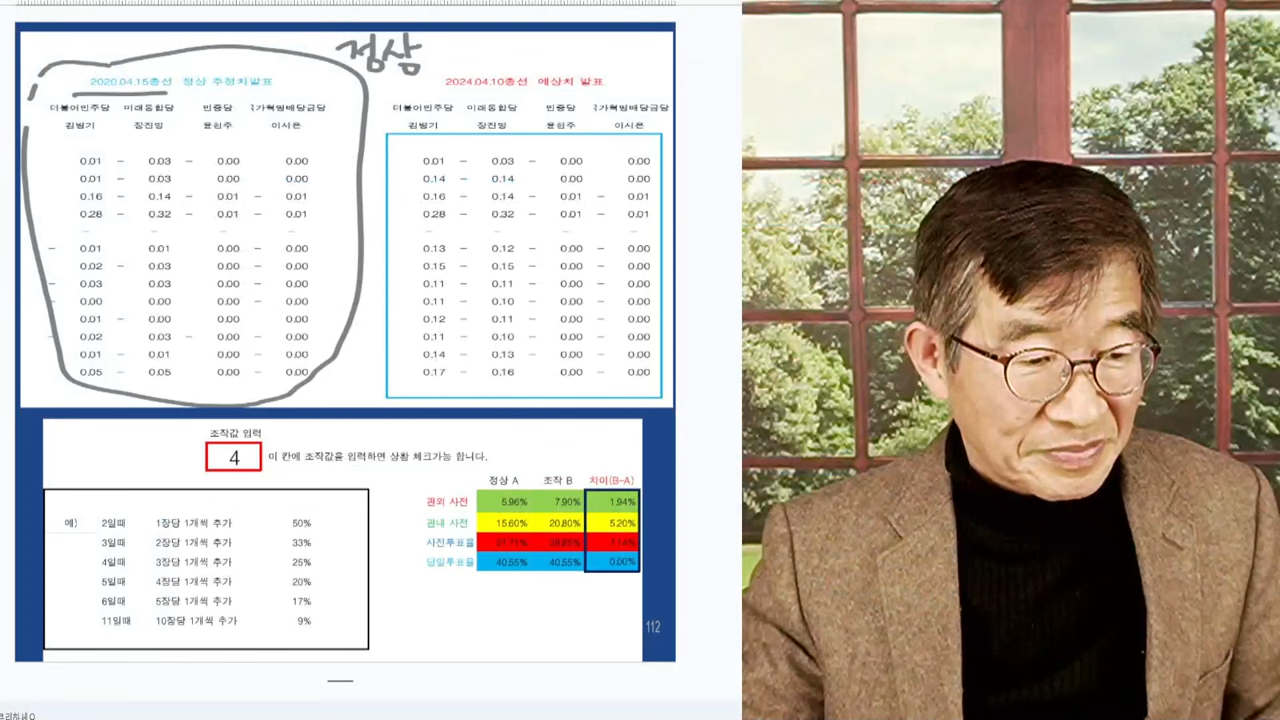 정상
2020.04.15총선 정상 추정치발표
더불어민주당 미래통합당 민중당 국가혁명배당금당
김병기 장진영 윤현주 이시은
0.01 – 0.03 – 0.00 0.00
0.01 – 0.03 0.00 0.00
0.16 – 0.14 – 0.01 – 0.01
0.28 – 0.32 – 0.01 – 0.01
– – – –
– 0.01 0.01 – 0.00 – 0.00
0.02 – 0.03 0.00 – 0.00
– 0.03 0.03 0.00 – 0.00
– 0.00 0.00 0.00 – 0.00
0.01 – 0.00 0.00 – 0.00
– 0.02 0.03 – 0.00 – 0.00
0.01 – 0.01 0.00 – 0.00
0.05 – 0.05 0.00 – 0.00
2024.04.10총선 예상치 발표
더불어민주당 미래통합당 민중당 국가혁명배당금당
김병기 장진영 윤현주 이시은
0.01 – 0.03 – 0.00 0.00
0.14 – 0.14 – 0.00 0.00
0.16 – 0.14 – 0.01 – 0.01
0.28 – 0.32 – 0.01 – 0.01
– – – –
0.13 – 0.12 – 0.00 – 0.00
0.15 – 0.15 – 0.00 – 0.00
0.11 – 0.11 – 0.00 – 0.00
0.11 – 0.10 – 0.00 – 0.00
0.12 – 0.11 0.00 – 0.00
0.11 – 0.10 – 0.00 – 0.00
0.14 – 0.13 – 0.00 – 0.00
0.17 – 0.16 0.00 – 0.00
조작값 입력
4 이 칸에 조작값을 입력하면 상황 체크가능 합니다.
예) 2일때 1장당 1개씩 추가 50%
3일때 2장당 1개씩 추가 33%
4일때 3장당 1개씩 추가 25%
5일때 4장당 1개씩 추가 20%
6일때 5장당 1개씩 추가 17%
11일때 10장당 1개씩 추가 9%
정상 A 조작 B 차이(B-A)
관외 사전 5.96% 7.90% 1.94%
관내 사전 15.60% 20.80% 5.20%
사전투표율 21.71% 28.85% 7.14%
당일투표율 40.55% 40.55% 0.00%
112